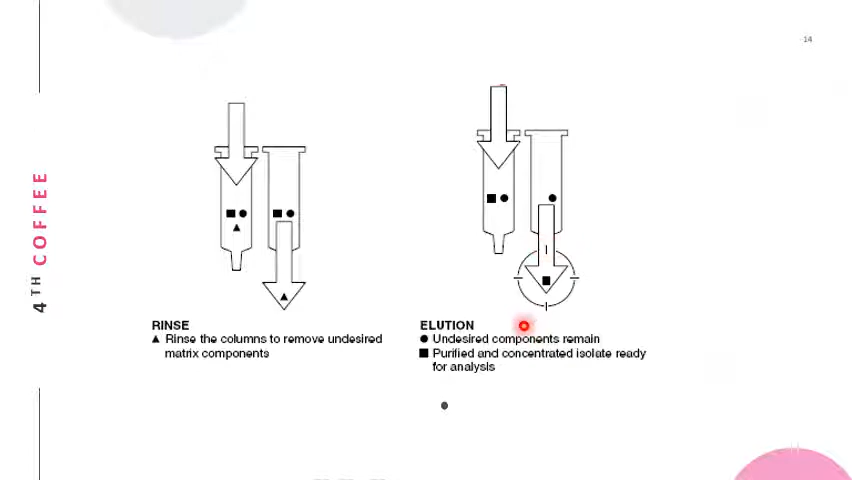 14
4TH COFFEE
RINSE
▲ Rinse the columns to remove undesired
matrix components
ELUTION
● Undesired components remain
■ Purified and concentrated isolate ready
for analysis